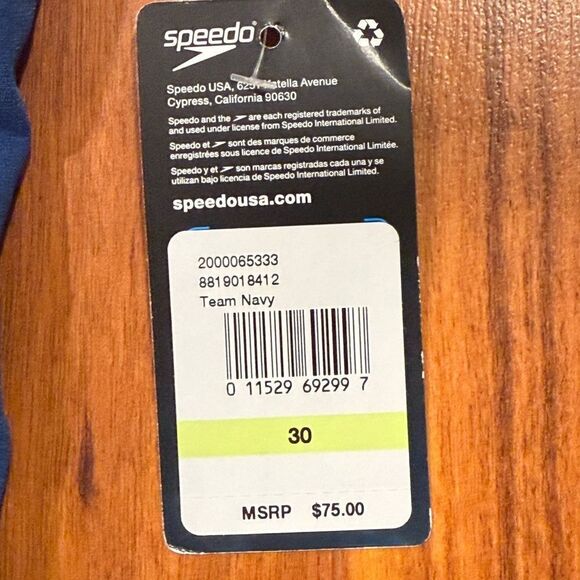 speedo
Speedo USA, 6251 Katella Avenue
Cypress, California 90630
Speedo and the are each registered trademarks of
and used under license from Speedo International Limited.
Speedo et sont des marques de commerce
enregistrées sous licence de Speedo International Limitée.
Speedo y et son marcas registradas cada una y se
utilizan bajo licencia de Speedo International Limited.
speedousa.com
2000065333
8819018412
Team Navy
0 11529 69299 7
30
MSRP $75.00